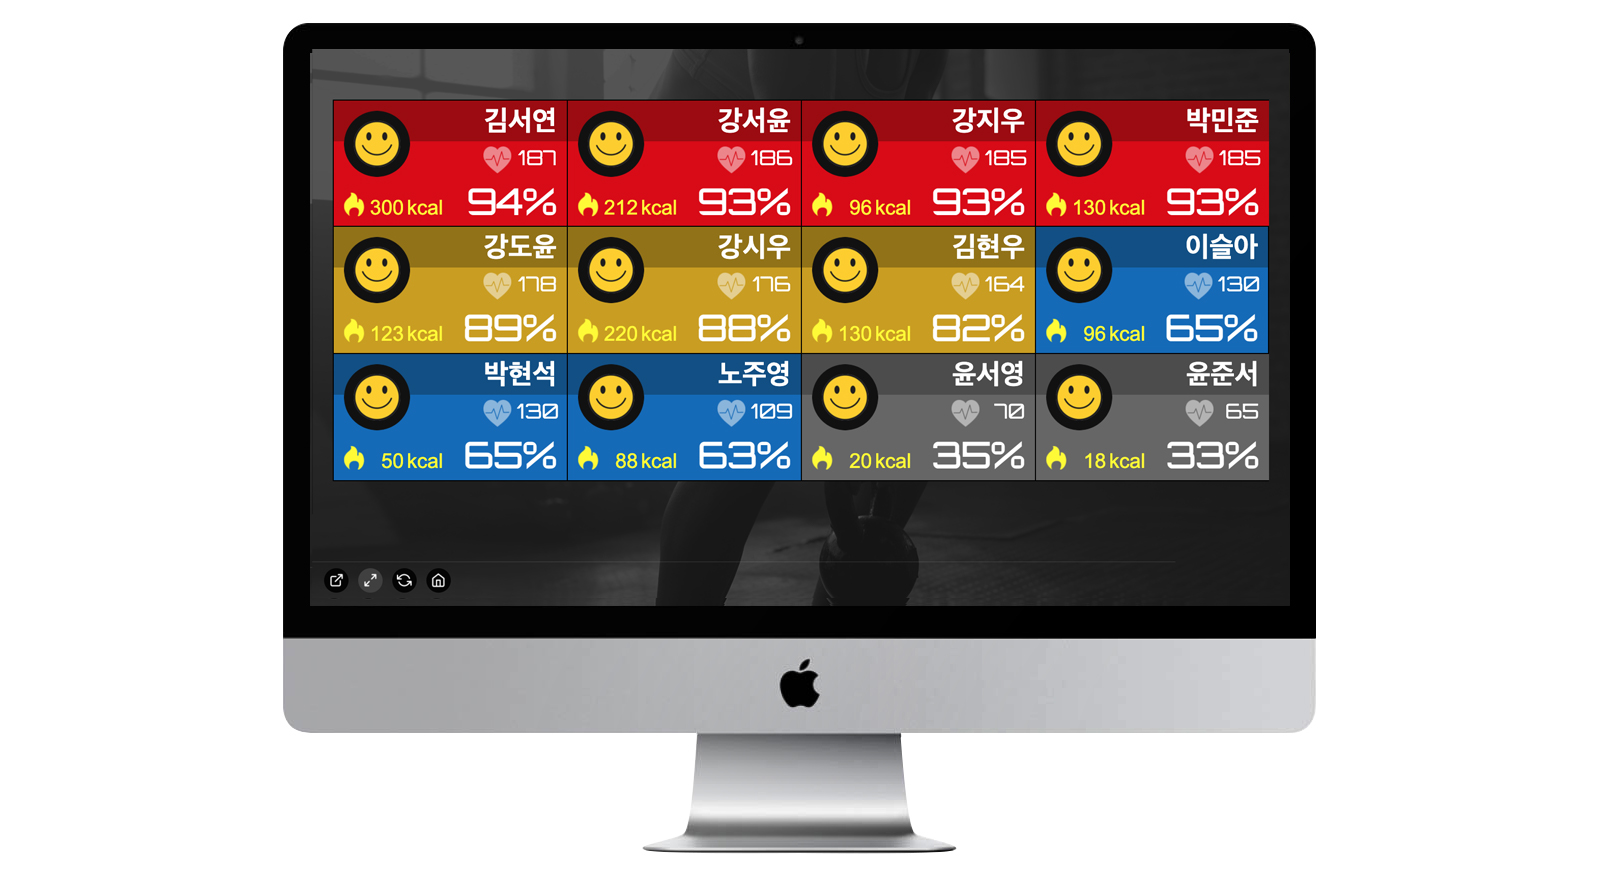 김서연
187
300 kcal 94%
강서윤
186
212 kcal 93%
강지우
185
96 kcal 93%
박민준
185
130 kcal 93%
강도윤
178
123 kcal 89%
강시우
176
220 kcal 88%
김현우
164
130 kcal 82%
이슬아
130
96 kcal 65%
박현석
130
50 kcal 65%
노주영
109
88 kcal 63%
윤서영
70
20 kcal 35%
윤준서
65
18 kcal 33%